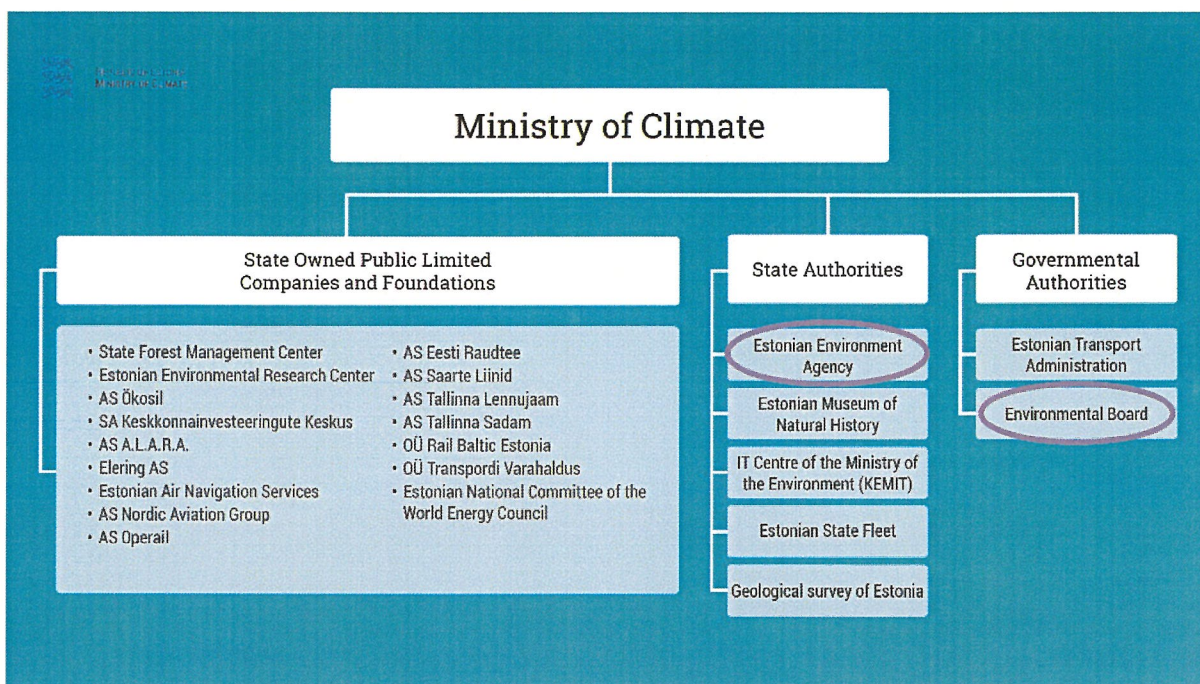 MINISTRY OF CLIMATE
Ministry of Climate
State Owned Public Limited
Companies and Foundations
• State Forest Management Center
• Estonian Environmental Research Center
• AS Ökosil
• SA Keskkonnainvesteeringute Keskus
• AS A.L.A.R.A.
• Elering AS
• Estonian Air Navigation Services
• AS Nordic Aviation Group
• AS Operail
• AS Eesti Raudtee
• AS Saarte Liinid
• AS Tallinna Lennujaam
• AS Tallinna Sadam
• OÜ Rail Baltic Estonia
• OÜ Transpordi Varahaldus
• Estonian National Committee of the
World Energy Council
State Authorities
Estonian Environment
Agency
Estonian Museum of
Natural History
IT Centre of the Ministry of
the Environment (KEMIT)
Estonian State Fleet
Geological survey of Estonia
Governmental
Authorities
Estonian Transport
Administration
Environmental Board